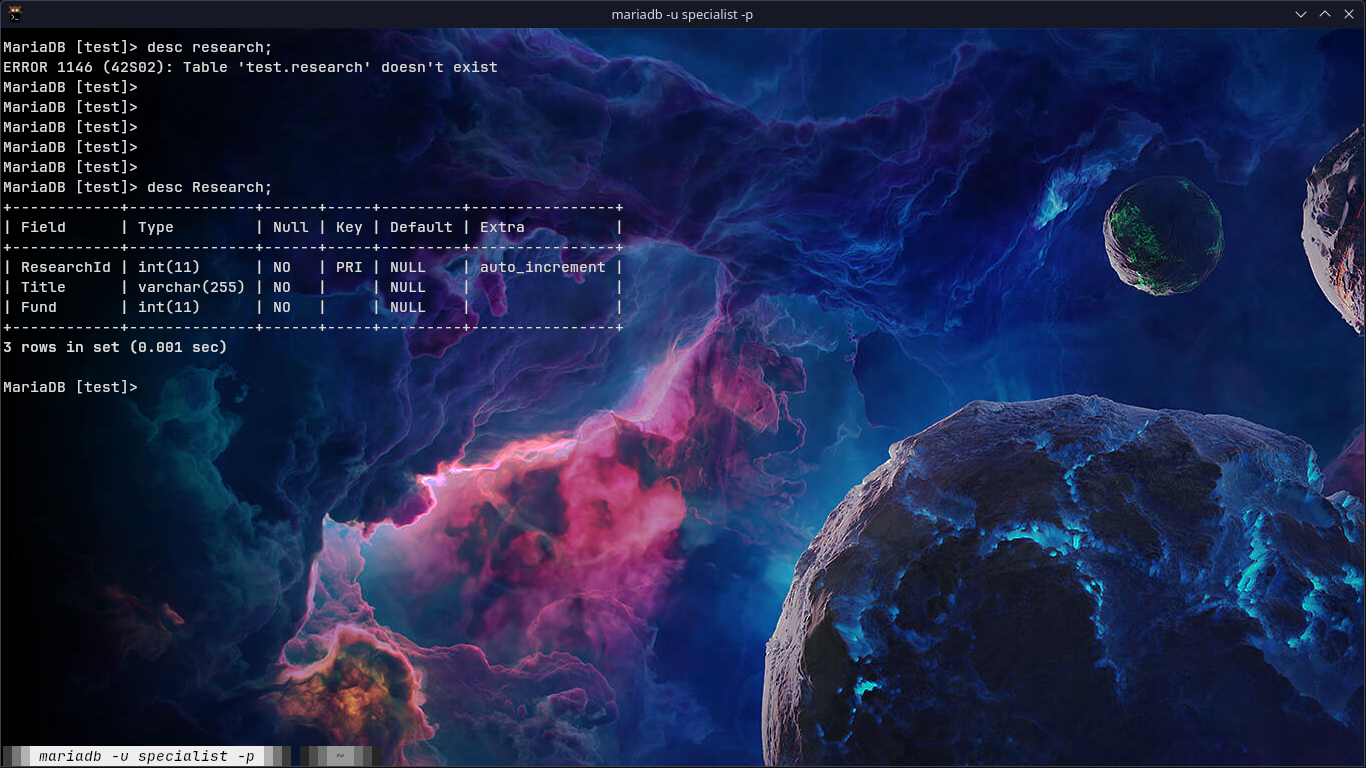 mariadb -u specialist -p
MariaDB [test]> desc research;
ERROR 1146 (42S02): Table 'test.research' doesn't exist
MariaDB [test]>
MariaDB [test]>
MariaDB [test]>
MariaDB [test]>
MariaDB [test]>
MariaDB [test]> desc Research;
+------------+--------------+------+-----+---------+----------------+
| Field      | Type         | Null | Key | Default | Extra          |
+------------+--------------+------+-----+---------+----------------+
| ResearchId | int(11)      | NO   | PRI | NULL    | auto_increment |
| Title      | varchar(255) | NO   |     | NULL    |                |
| Fund       | int(11)      | NO   |     | NULL    |                |
+------------+--------------+------+-----+---------+----------------+
3 rows in set (0.001 sec)
MariaDB [test]>
mariadb -u specialist -p ~